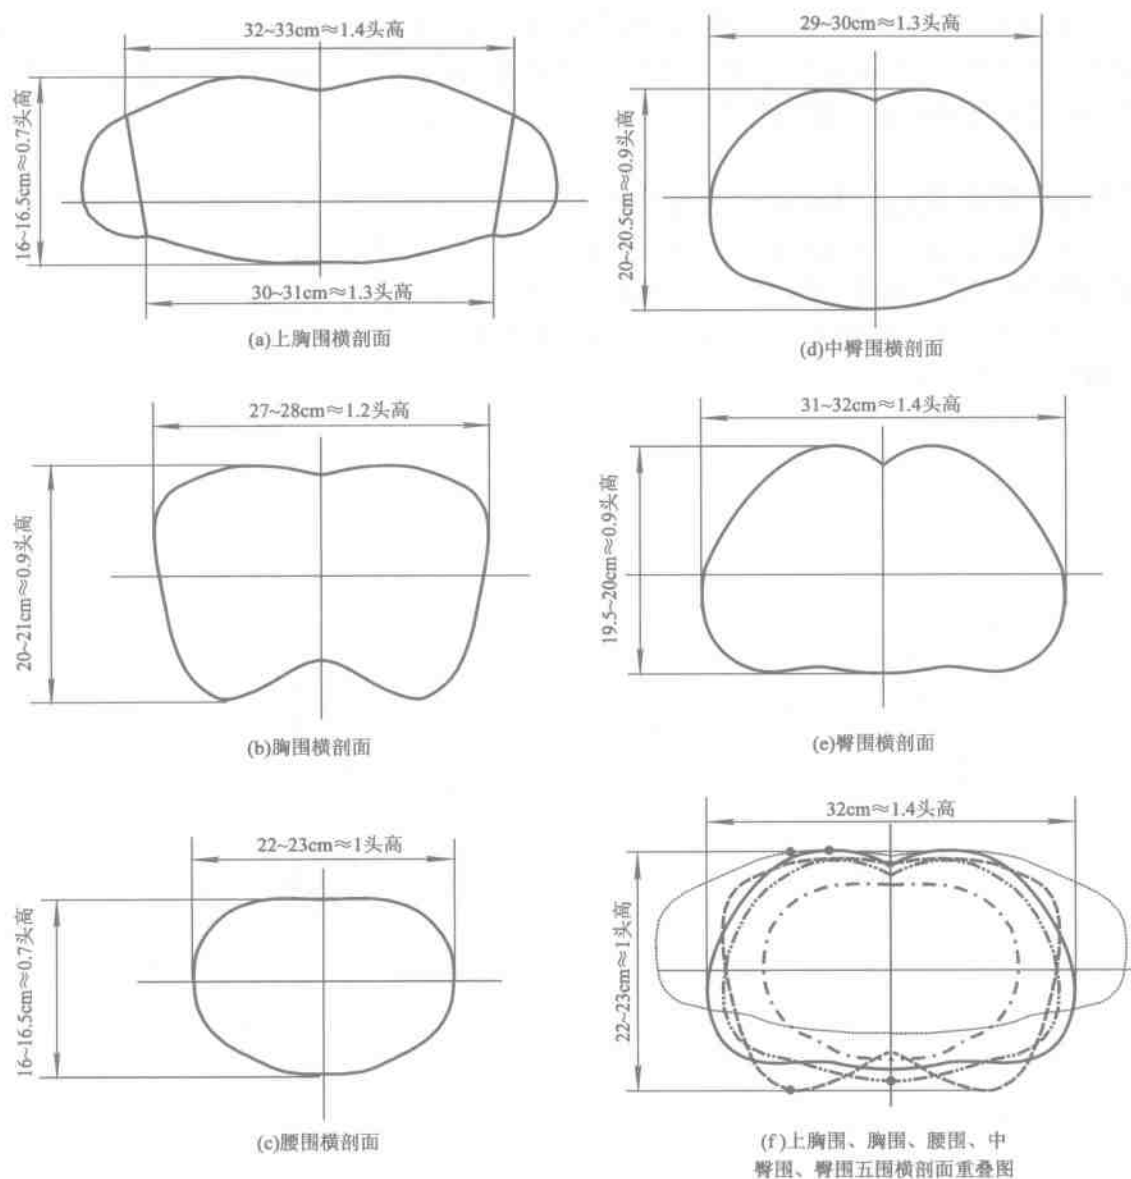 32~33cm≈1.4头高
16~16.5cm≈0.7头高
30~31cm≈1.3头高
(a)上胸围横剖面
29~30cm≈1.3头高
20~20.5cm≈0.9头高
(d)中臀围横剖面
27~28cm≈1.2头高
20~21cm≈0.9头高
(b)胸围横剖面
31~32cm≈1.4头高
19.5~20cm≈0.9头高
(e)臀围横剖面
22~23cm≈1头高
16~16.5cm≈0.7头高
(c)腰围横剖面
32cm≈1.4头高
22~23cm≈1头高
(f)上胸围、胸围、腰围、中
臀围、臀围五围横剖面重叠图